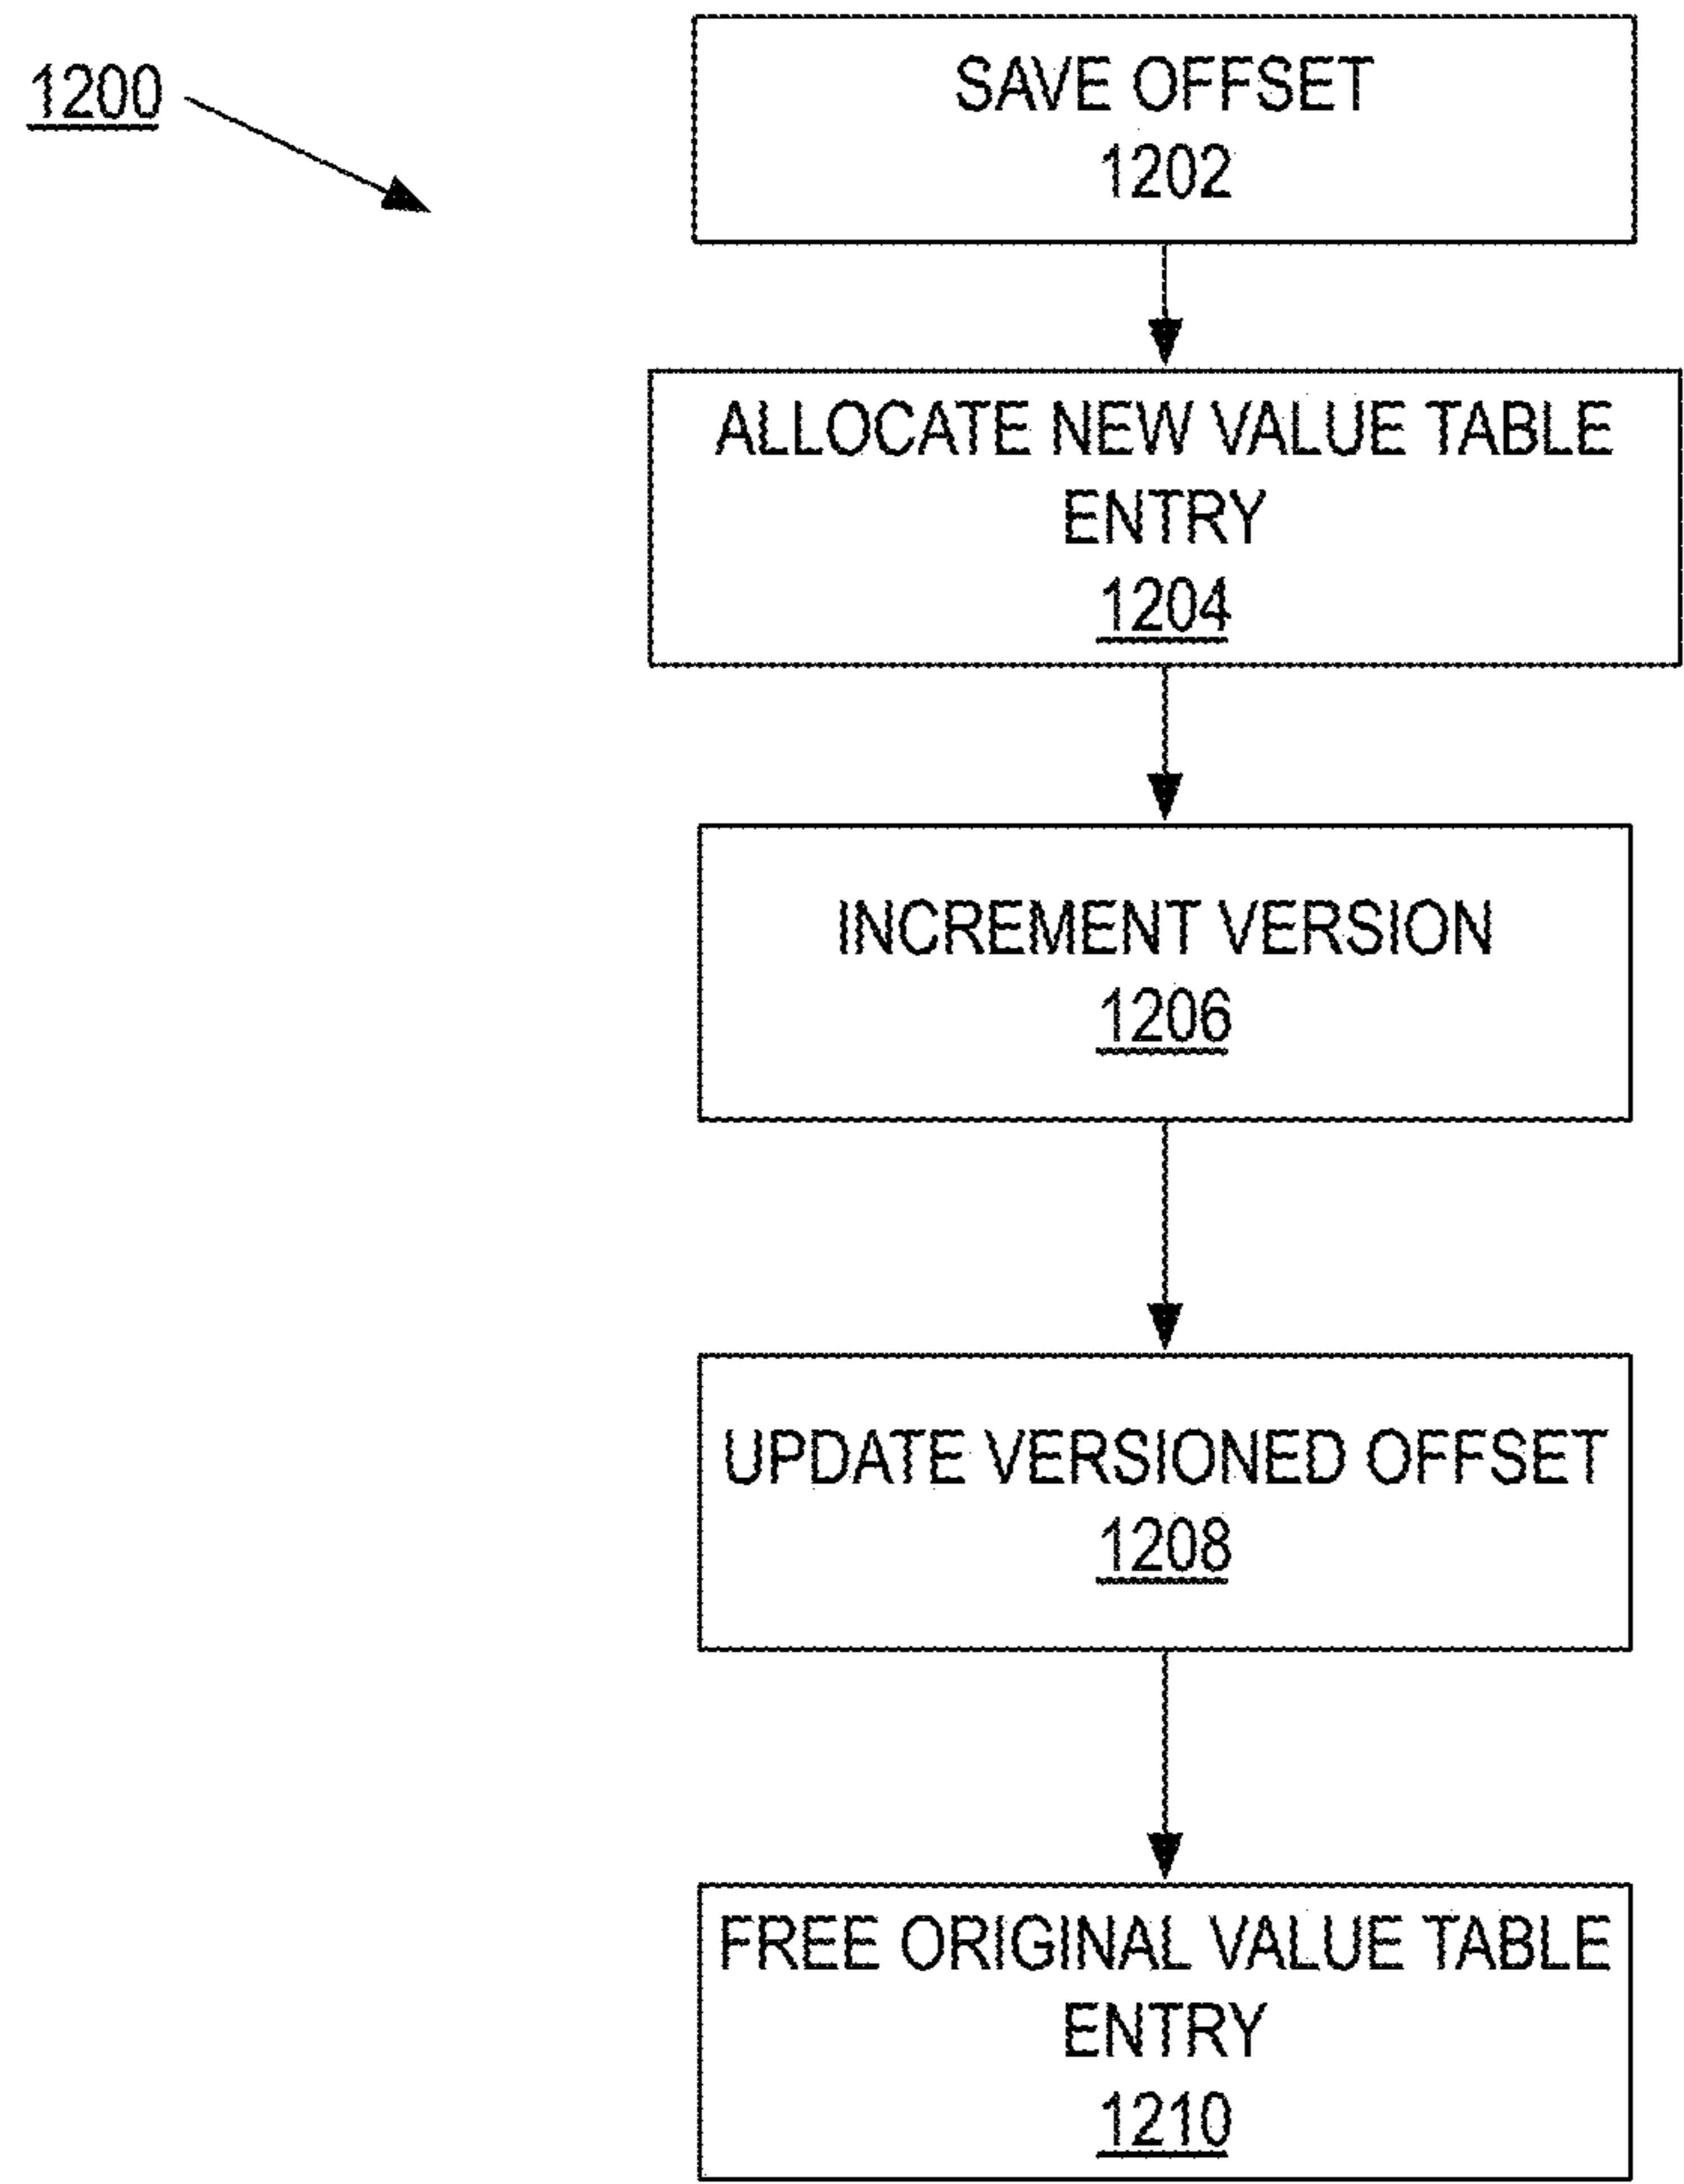 1200
SAVE OFFSET
1202
ALLOCATE NEW VALUE TABLE
ENTRY
1204
INCREMENT VERSION
1206
UPDATE VERSIONED OFFSET
1208
FREE ORIGINAL VALUE TABLE
ENTRY
1210